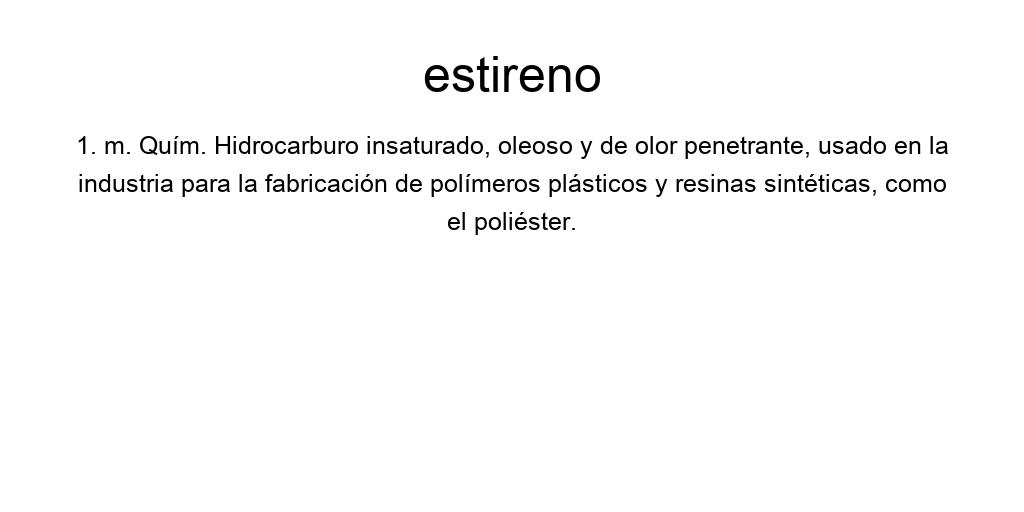 estireno
1. m. Quím. Hidrocarburo insaturado, oleoso y de olor penetrante, usado en la
industria para la fabricación de polímeros plásticos y resinas sintéticas, como
el poliéster.